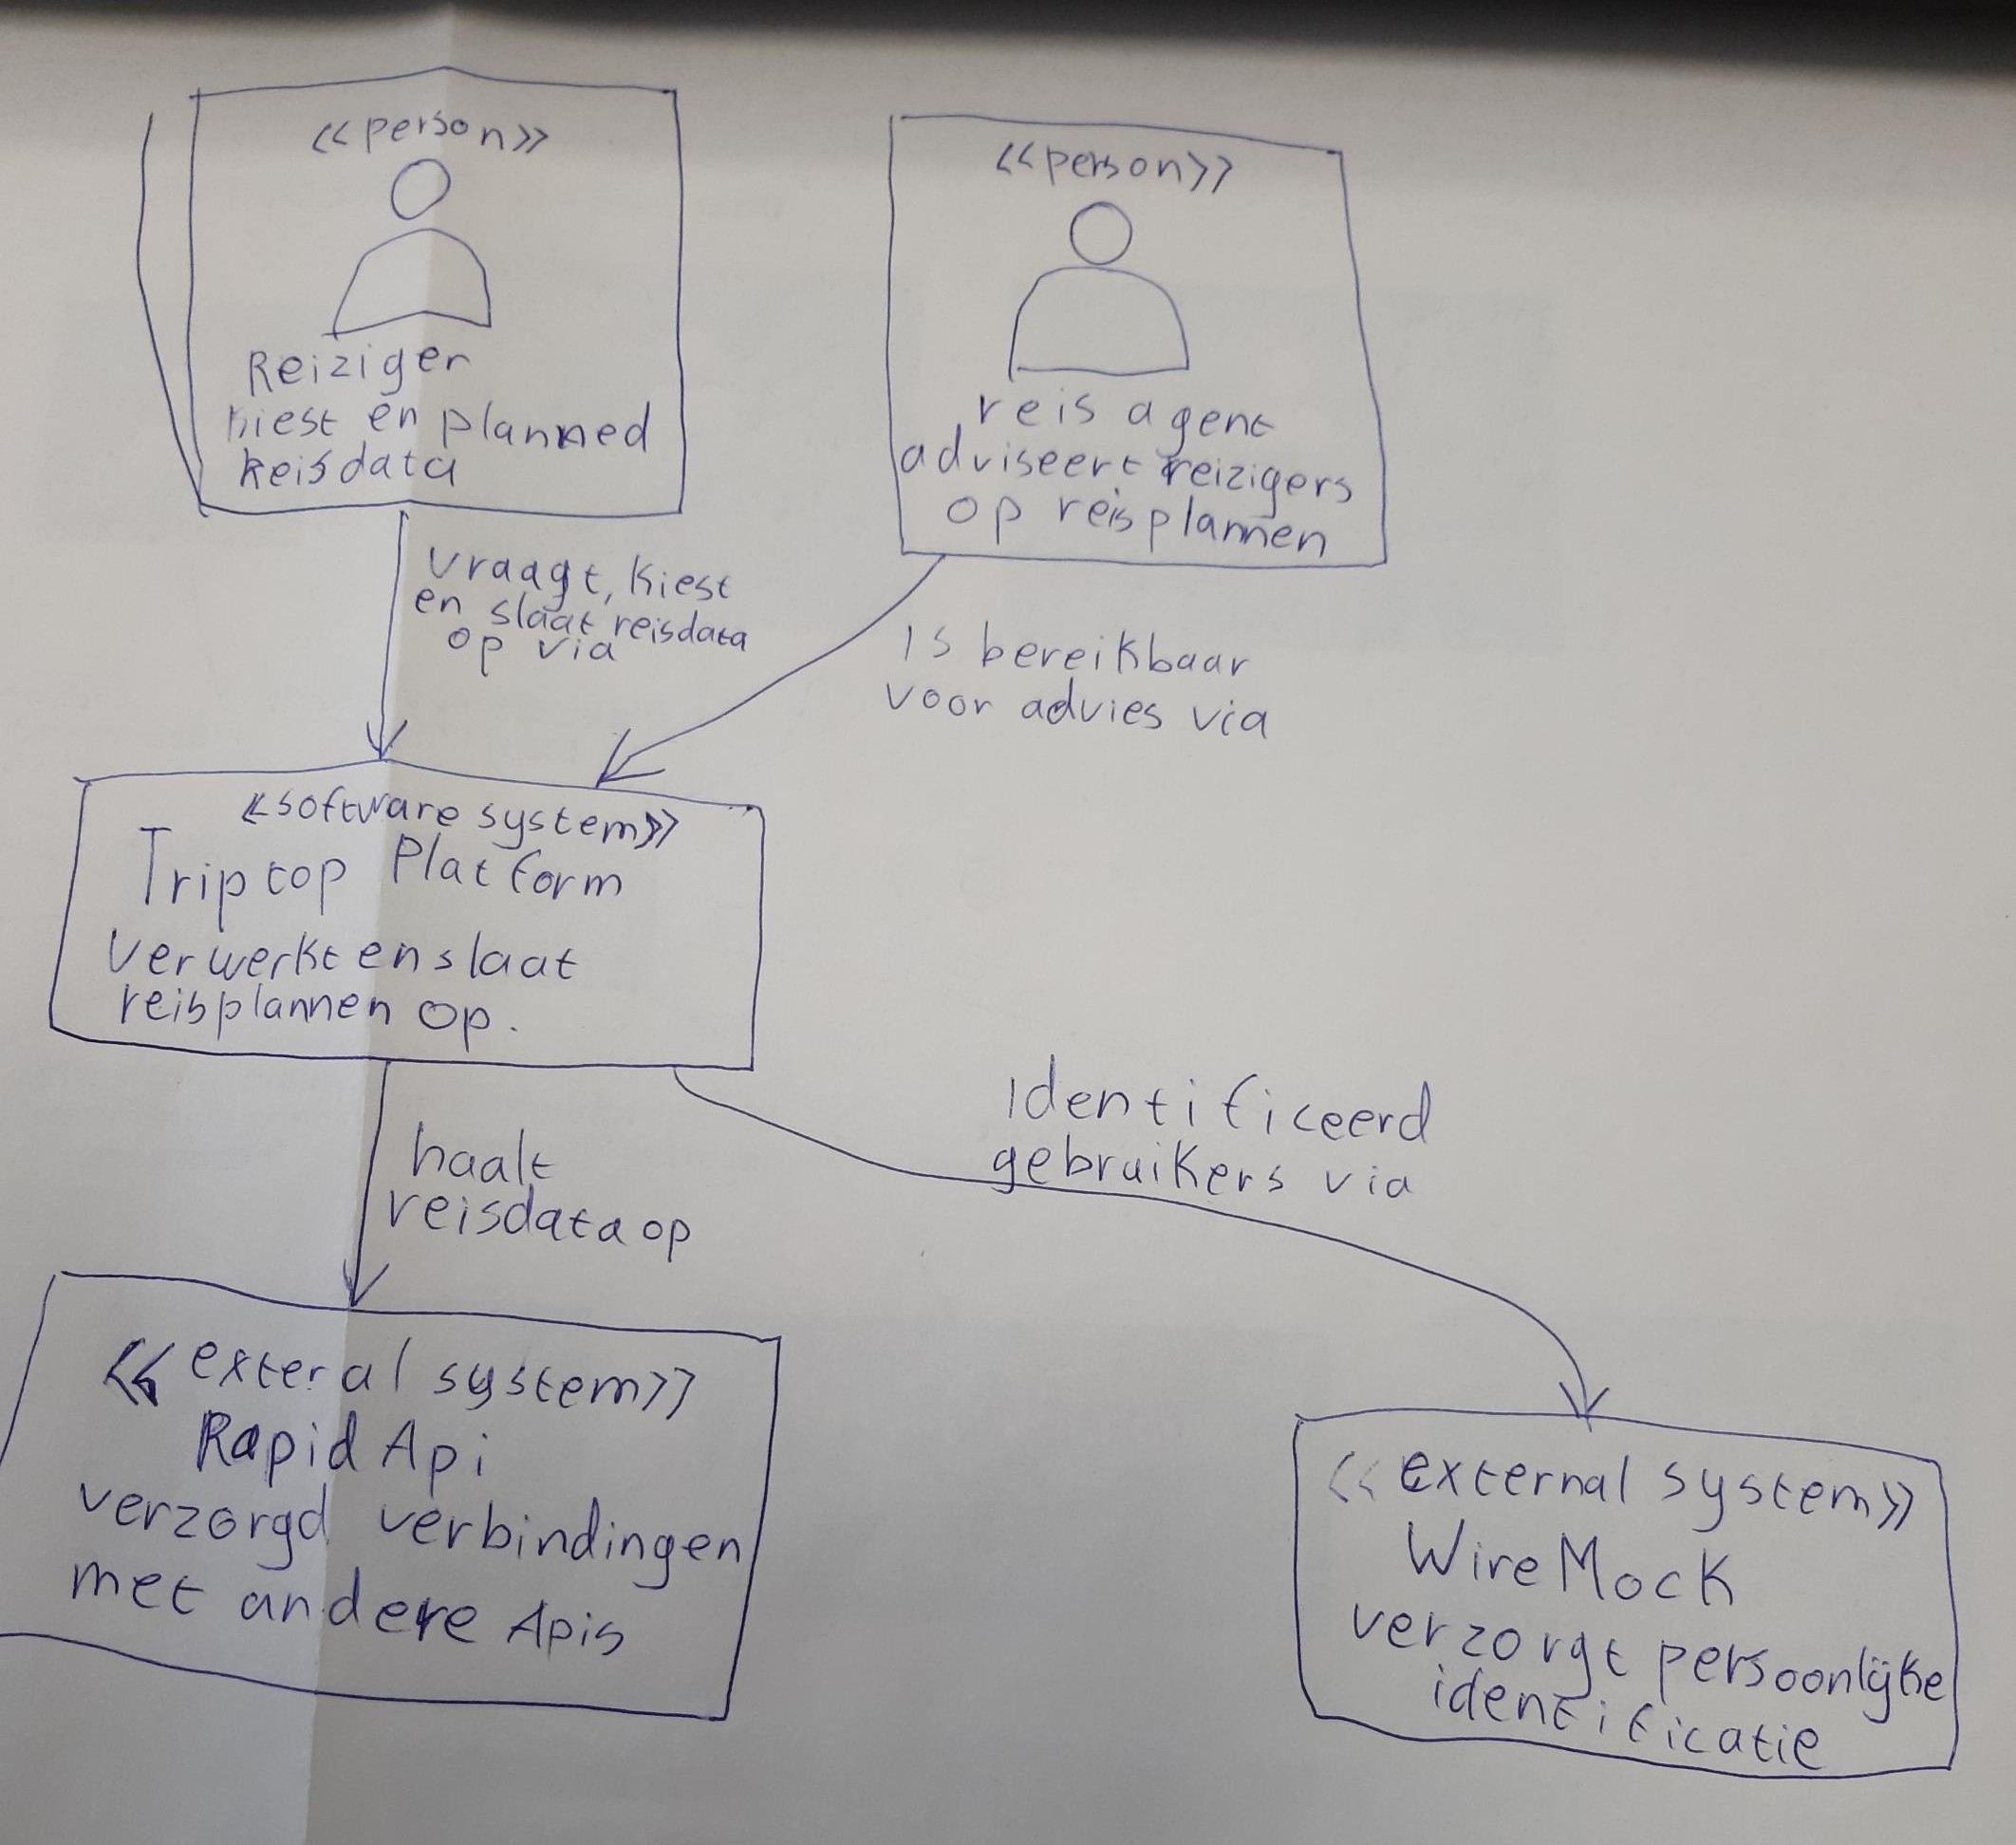 <<person>>
Reiziger
kiest en planned
reisdata
<<person>>
reis agent
adviseert reizigers
op reisplannen
vraagt, kiest
en slaat reisdata
op via
is bereikbaar
voor advies via
<<software system>>
Triptop Platform
verwerkt en slaat
reisplannen op.
haalt
reisdata op
Identificeerd
gebruikers via
<<exteral system>>
Rapid Api
verzorgd verbindingen
met andere Apis
<<external system>>
WireMock
verzorgt persoonlijke
identificatie